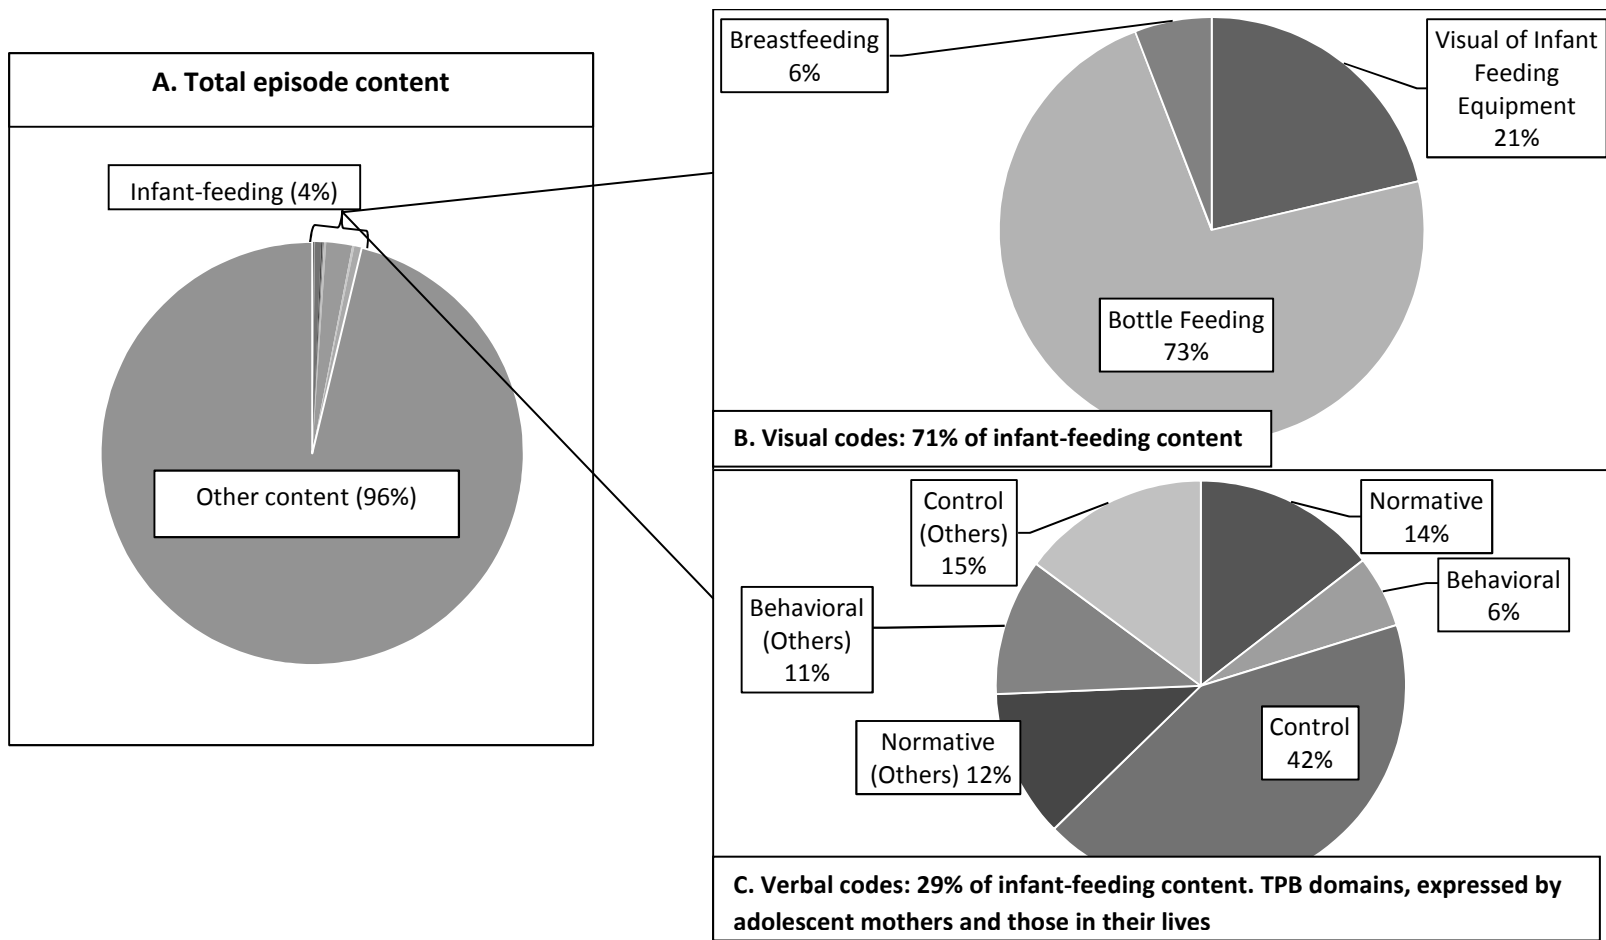 A. Total episode content
Infant-feeding (4%)
Other content (96%)
Breastfeeding
6%
Visual of Infant
Feeding
Equipment
21%
Bottle Feeding
73%
B. Visual codes: 71% of infant-feeding content
Control
(Others)
15%
Normative
14%
Behavioral
6%
Behavioral
(Others)
11%
Normative
(Others) 12%
Control
42%
C. Verbal codes: 29% of infant-feeding content. TPB domains, expressed by
adolescent mothers and those in their lives